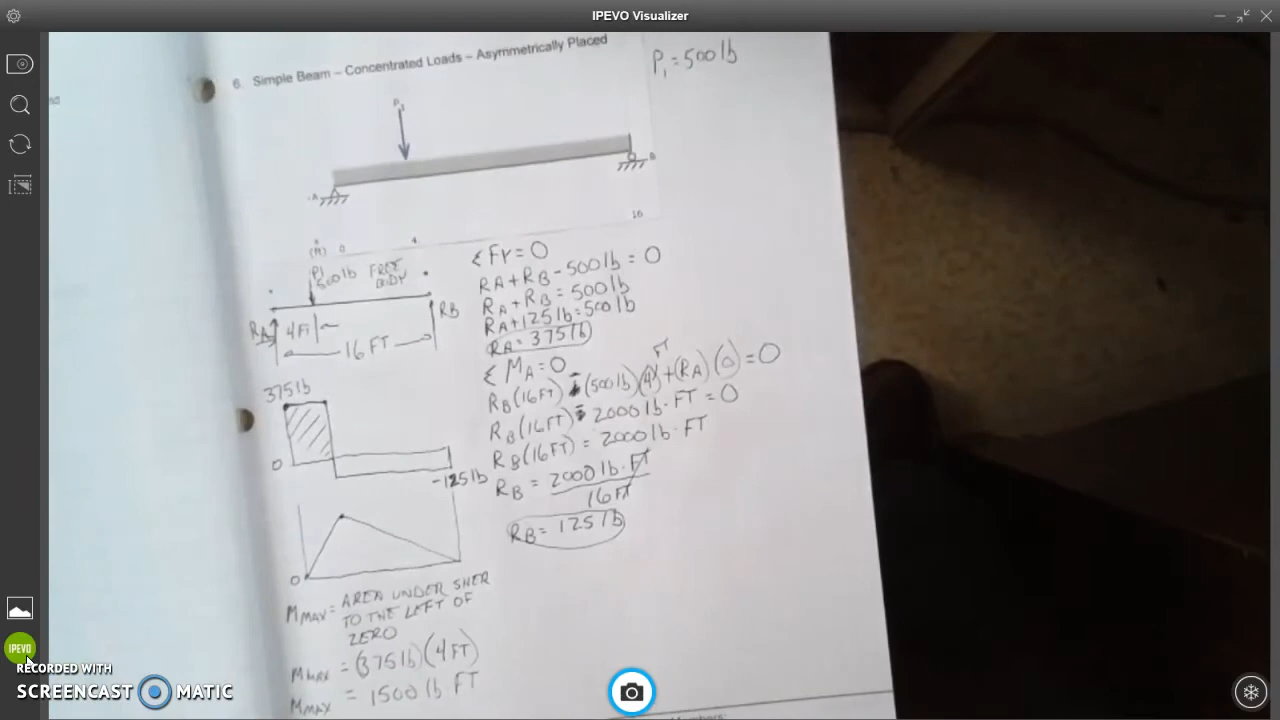 IPEVO Visualizer
6. Simple Beam – Concentrated Loads – Asymmetrically Placed
P1 = 500 lb
P1
A
B
(ft) 0 4 16
P1
500 lb FREE BODY
RA
4 FT
RB
16 FT
375 lb
0
-125 lb
0
MMAX = AREA UNDER SHER
TO THE LEFT OF
ZERO
MMAX = (375 lb)(4 FT)
MMAX = 1500 lb FT
ΣFY = 0
RA + RB - 500 lb = 0
RA + RB = 500 lb
RA + 125 lb = 500 lb
RA = 375 lb
ΣMA = 0
RB (16 FT) - (500 lb)(4 FT) + (RA)(0) = 0
RB (16 FT) - 2000 lb · FT = 0
RB (16 FT) = 2000 lb · FT
RB = 2000 lb · FT
16 FT
RB = 125 lb
IPEVO
RECORDED WITH
SCREENCAST MATIC